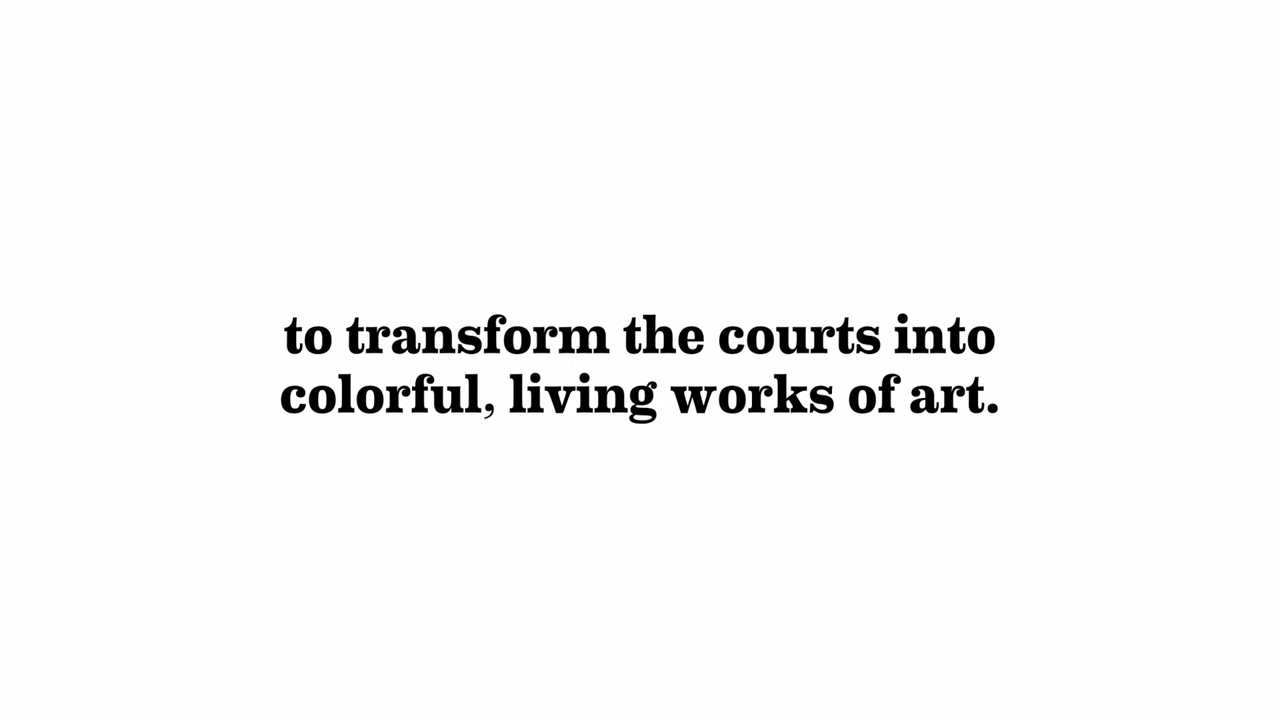 to transform the courts into
colorful, living works of art.